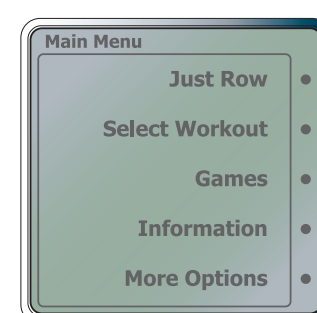 Main Menu
Just Row
Select Workout
Games
Information
More Options